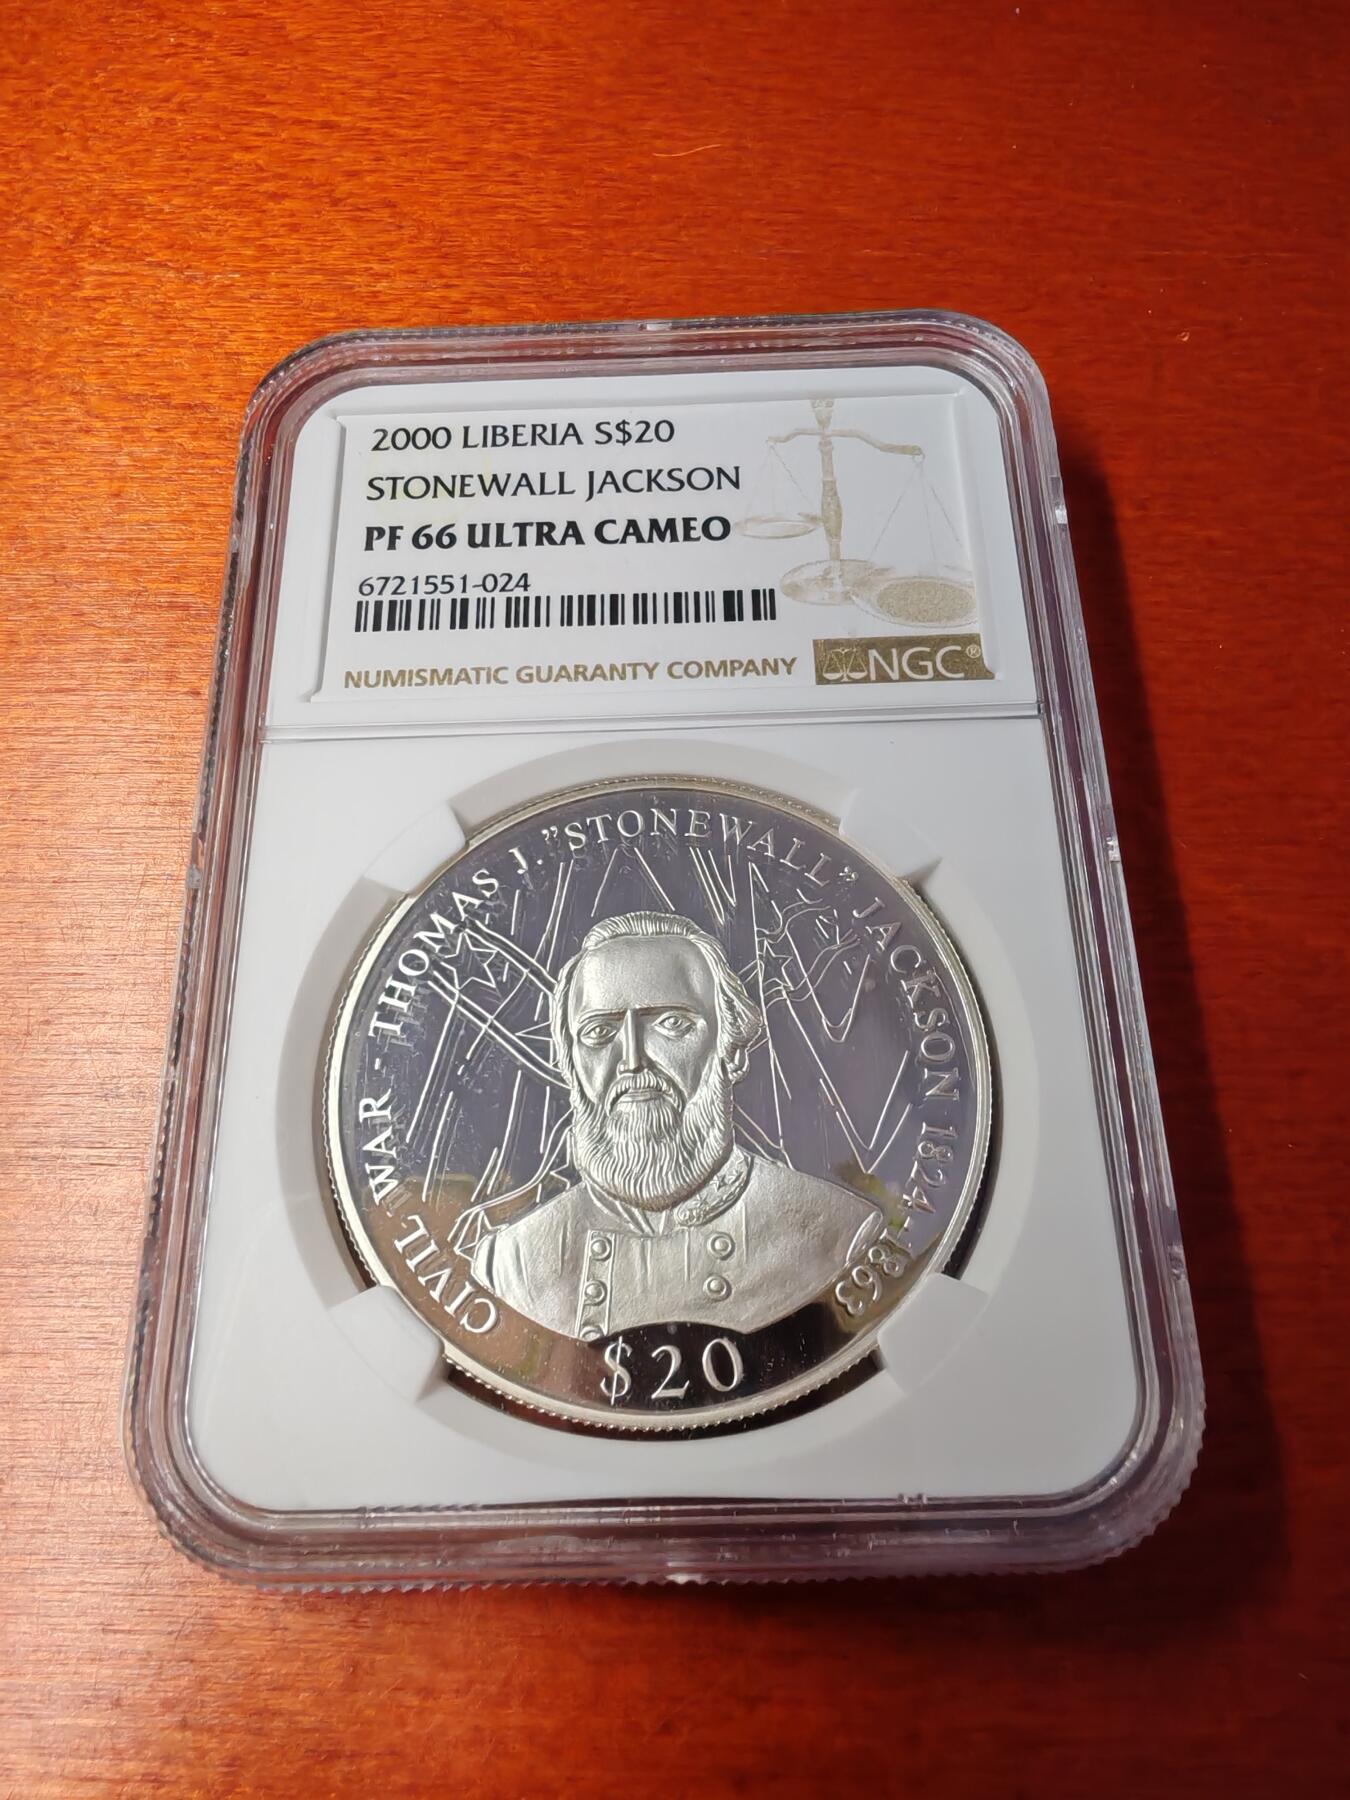 2000 LIBERIA S$20
STONEWALL JACKSON
PF 66 ULTRA CAMEO
6721551-024
NUMISMATIC GUARANTY COMPANY
NGC®
CIVIL WAR - THOMAS J. "STONEWALL" JACKSON 1824-1863
$20